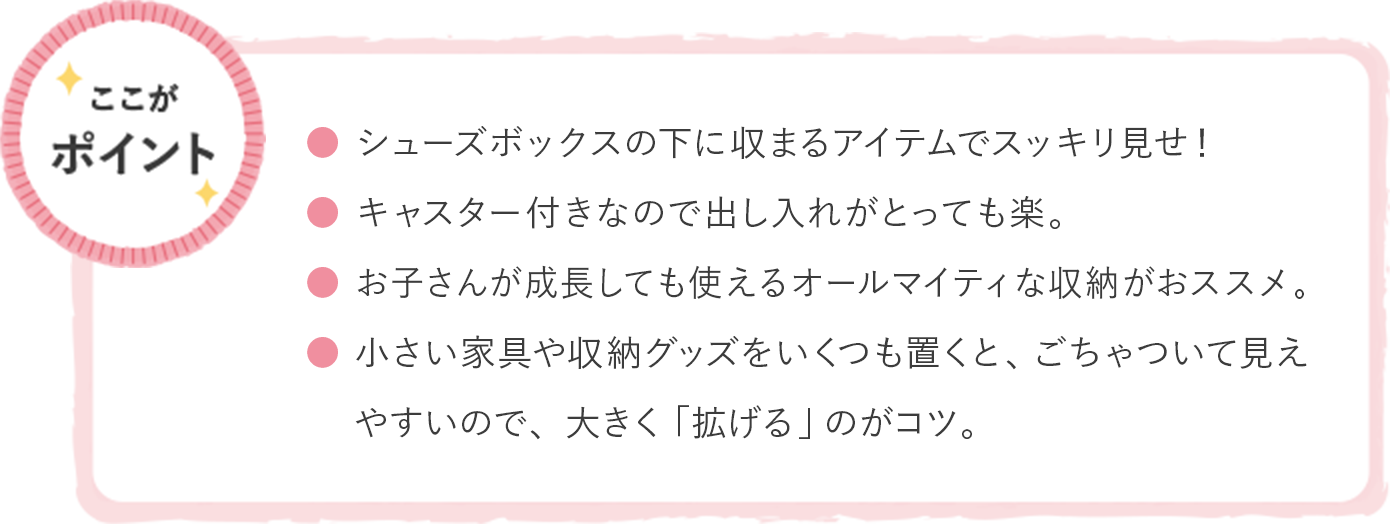 ここが
ポイント
● シューズボックスの下に収まるアイテムでスッキリ見せ！
● キャスター付きなので出し入れがとっても楽。
● お子さんが成長しても使えるオールマイティな収納がおススメ。
● 小さい家具や収納グッズをいくつも置くと、ごちゃついて見え
やすいので、大きく「拡げる」のがコツ。